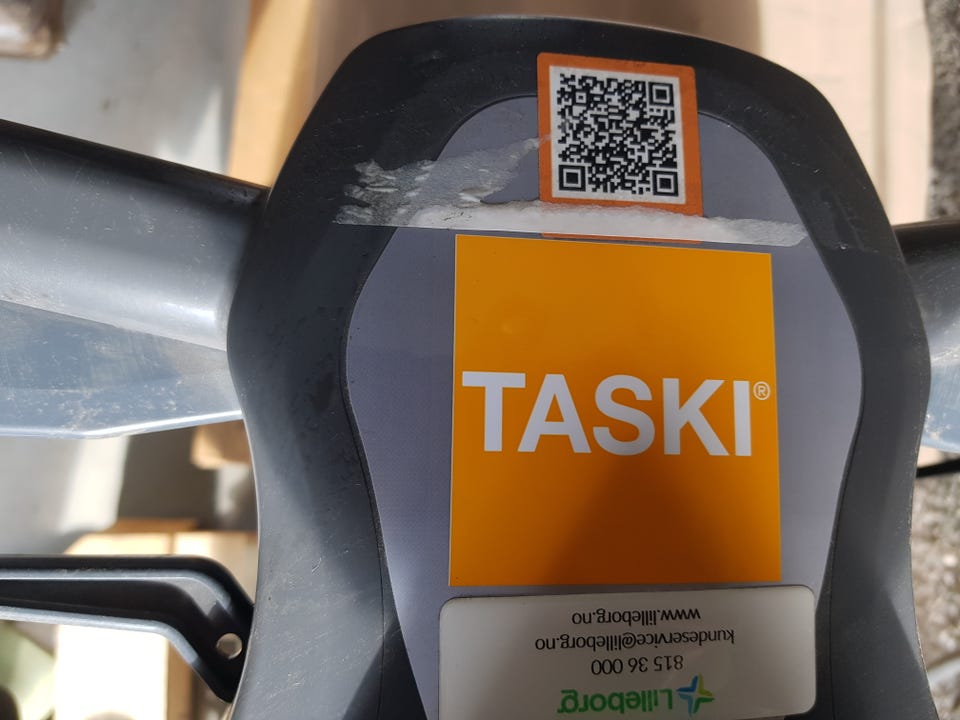 TASKI®
Lilleborg
815 36 000
kundeservice@lilleborg.no
www.lilleborg.no